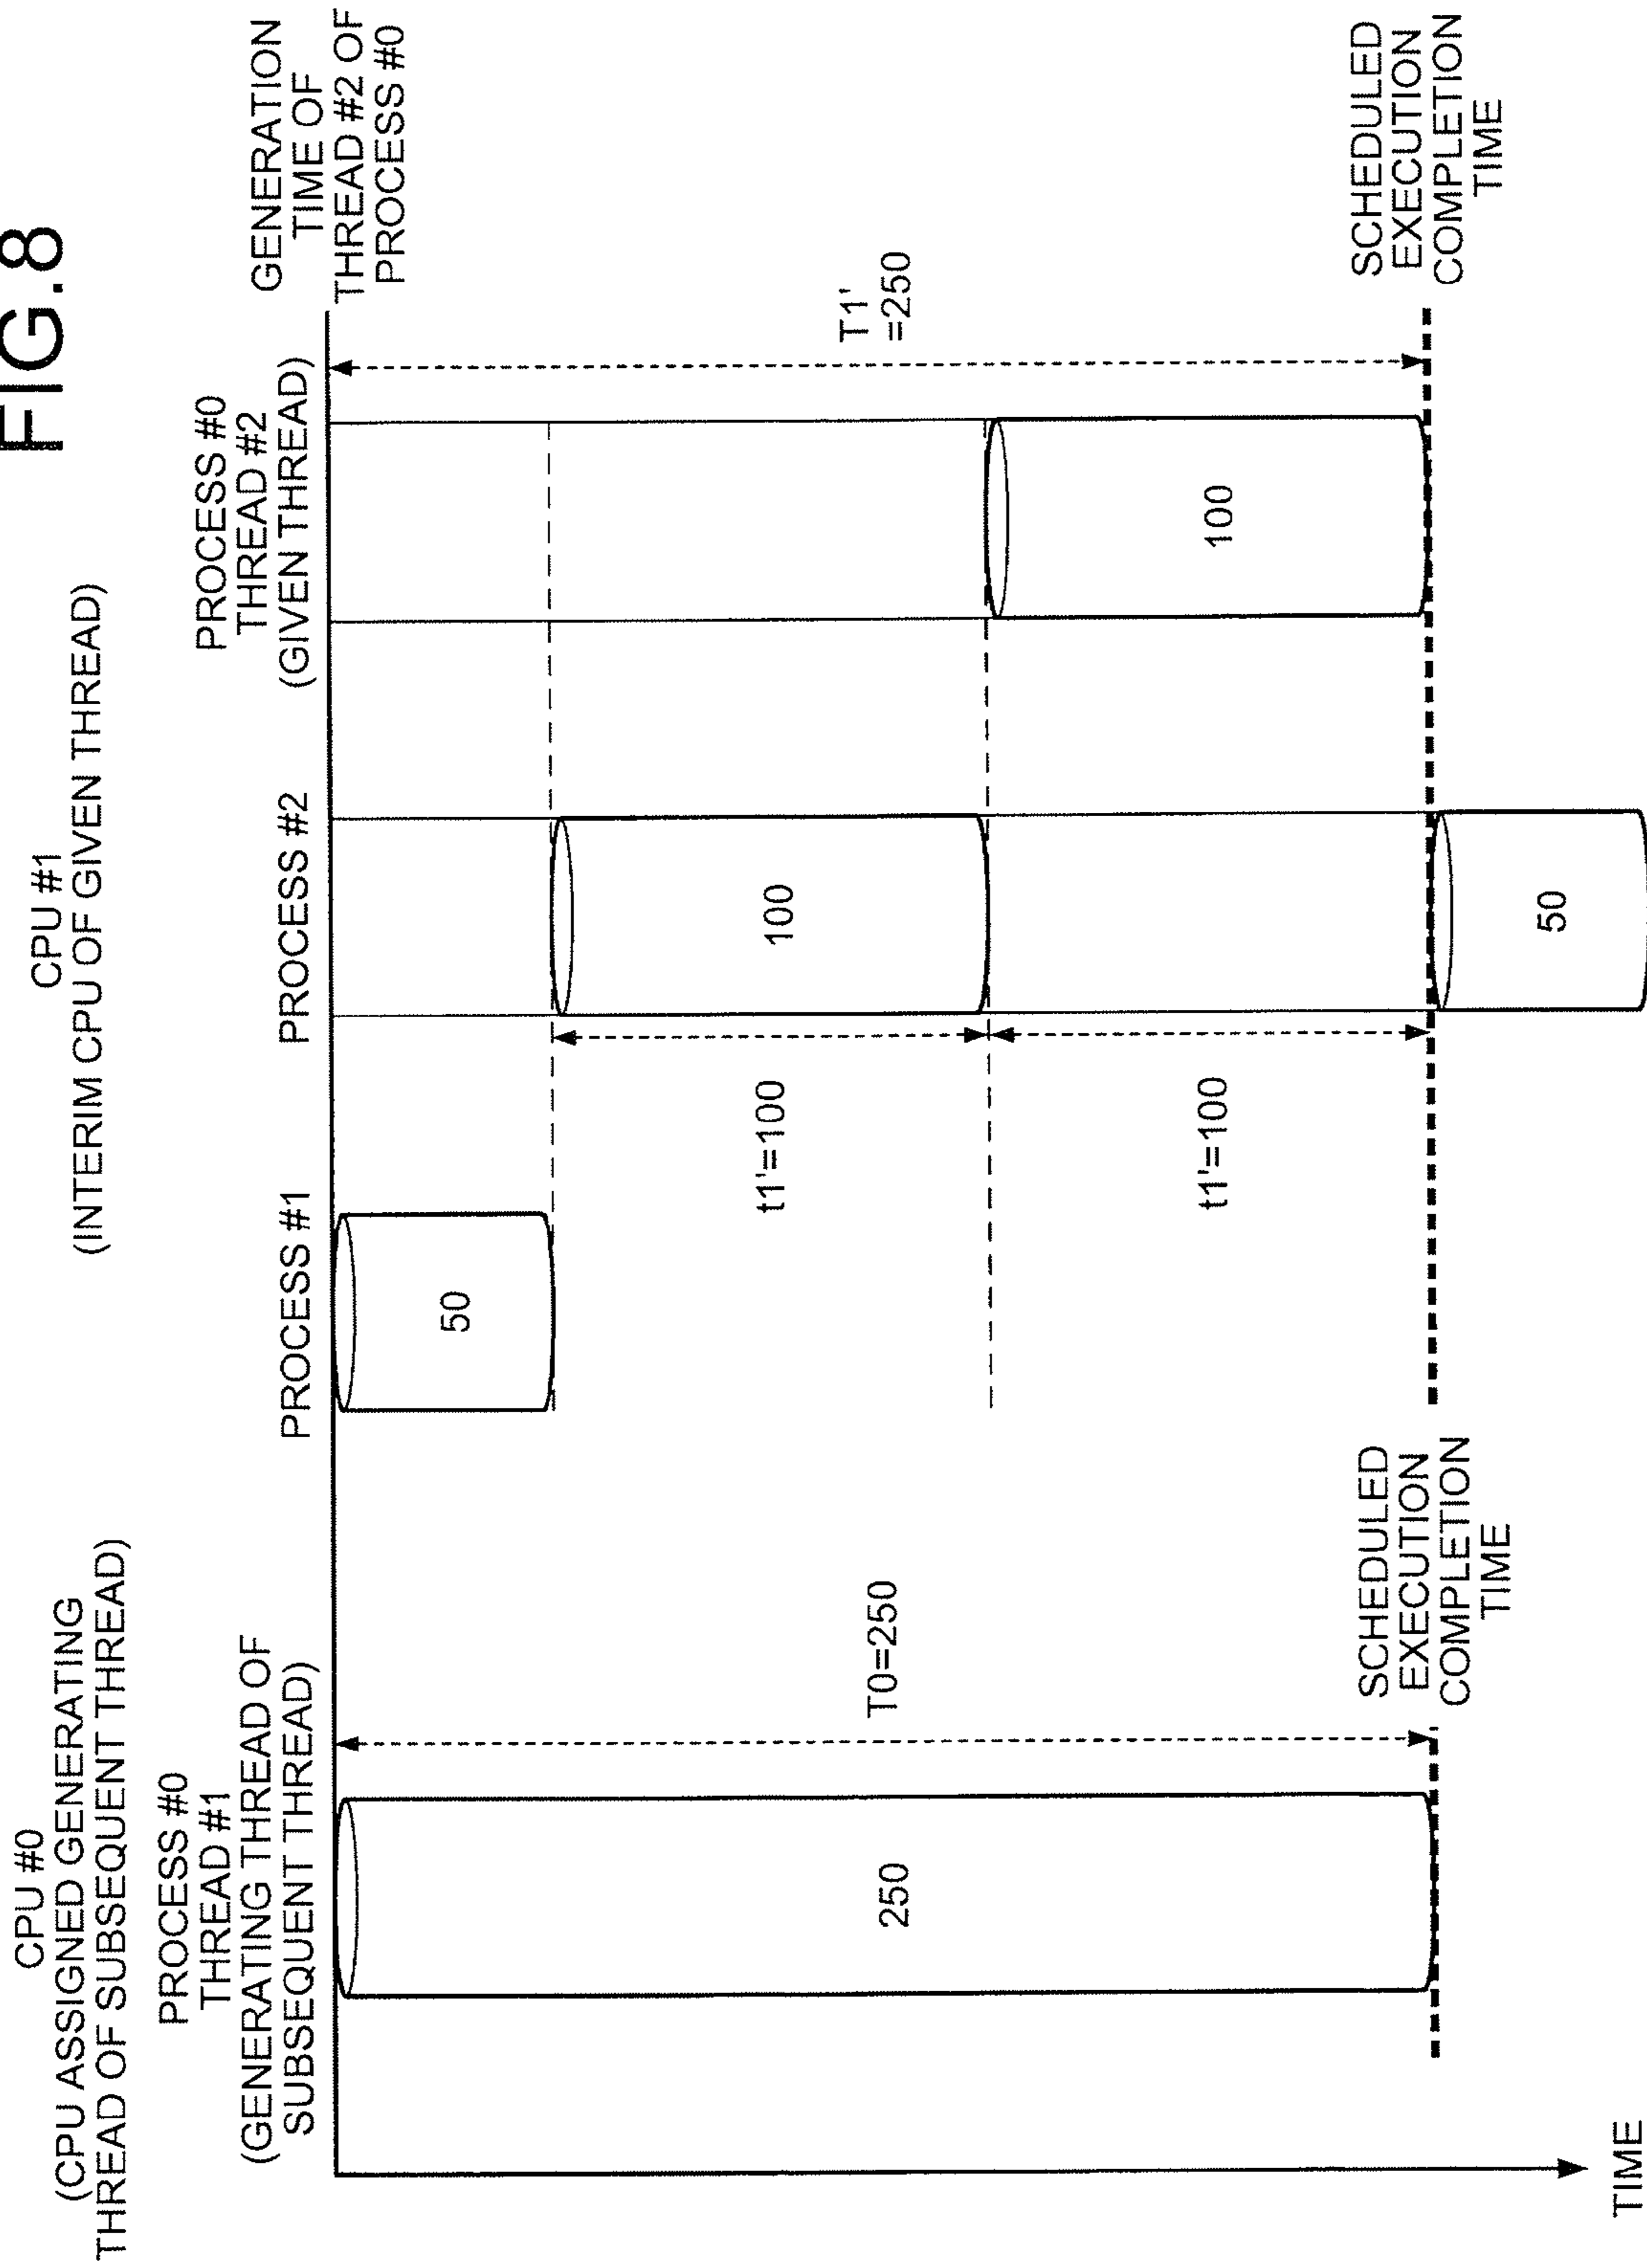 FIG.8
CPU #0
(CPU ASSIGNED GENERATING
THREAD OF SUBSEQUENT THREAD)
CPU #1
(INTERIM CPU OF GIVEN THREAD)
PROCESS #0
THREAD #1
(GENERATING THREAD OF
SUBSEQUENT THREAD)
PROCESS #1
PROCESS #2
PROCESS #0
THREAD #2
(GIVEN THREAD)
GENERATION
TIME OF
THREAD #2 OF
PROCESS #0
250
T0=250
50
t1'=100
t1'=100
100
50
100
T1'
=250
SCHEDULED
EXECUTION
COMPLETION
TIME
SCHEDULED
EXECUTION
COMPLETION
TIME
TIME